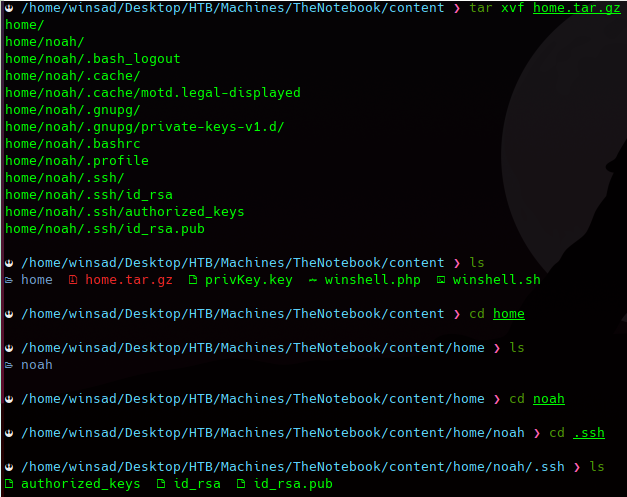 /home/winsad/Desktop/HTB/Machines/TheNotebook/content ❯ tar xvf home.tar.gz
home/
home/noah/
home/noah/.bash_logout
home/noah/.cache/
home/noah/.cache/motd.legal-displayed
home/noah/.gnupg/
home/noah/.gnupg/private-keys-v1.d/
home/noah/.bashrc
home/noah/.profile
home/noah/.ssh/
home/noah/.ssh/id_rsa
home/noah/.ssh/authorized_keys
home/noah/.ssh/id_rsa.pub
/home/winsad/Desktop/HTB/Machines/TheNotebook/content ❯ ls
home home.tar.gz privKey.key winshell.php winshell.sh
/home/winsad/Desktop/HTB/Machines/TheNotebook/content ❯ cd home
/home/winsad/Desktop/HTB/Machines/TheNotebook/content/home ❯ ls
noah
/home/winsad/Desktop/HTB/Machines/TheNotebook/content/home ❯ cd noah
/home/winsad/Desktop/HTB/Machines/TheNotebook/content/home/noah ❯ cd .ssh
/home/winsad/Desktop/HTB/Machines/TheNotebook/content/home/noah/.ssh ❯ ls
authorized_keys id_rsa id_rsa.pub